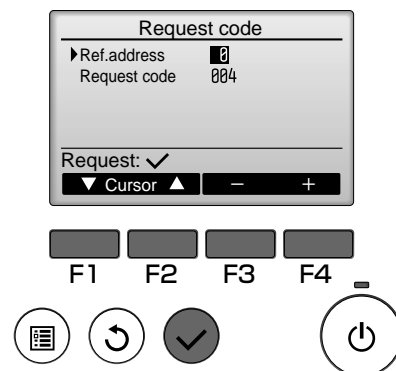 Request code
Ref.address 0
Request code 004
Request: ✓
▼ Cursor ▲ − +
F1 F2 F3 F4